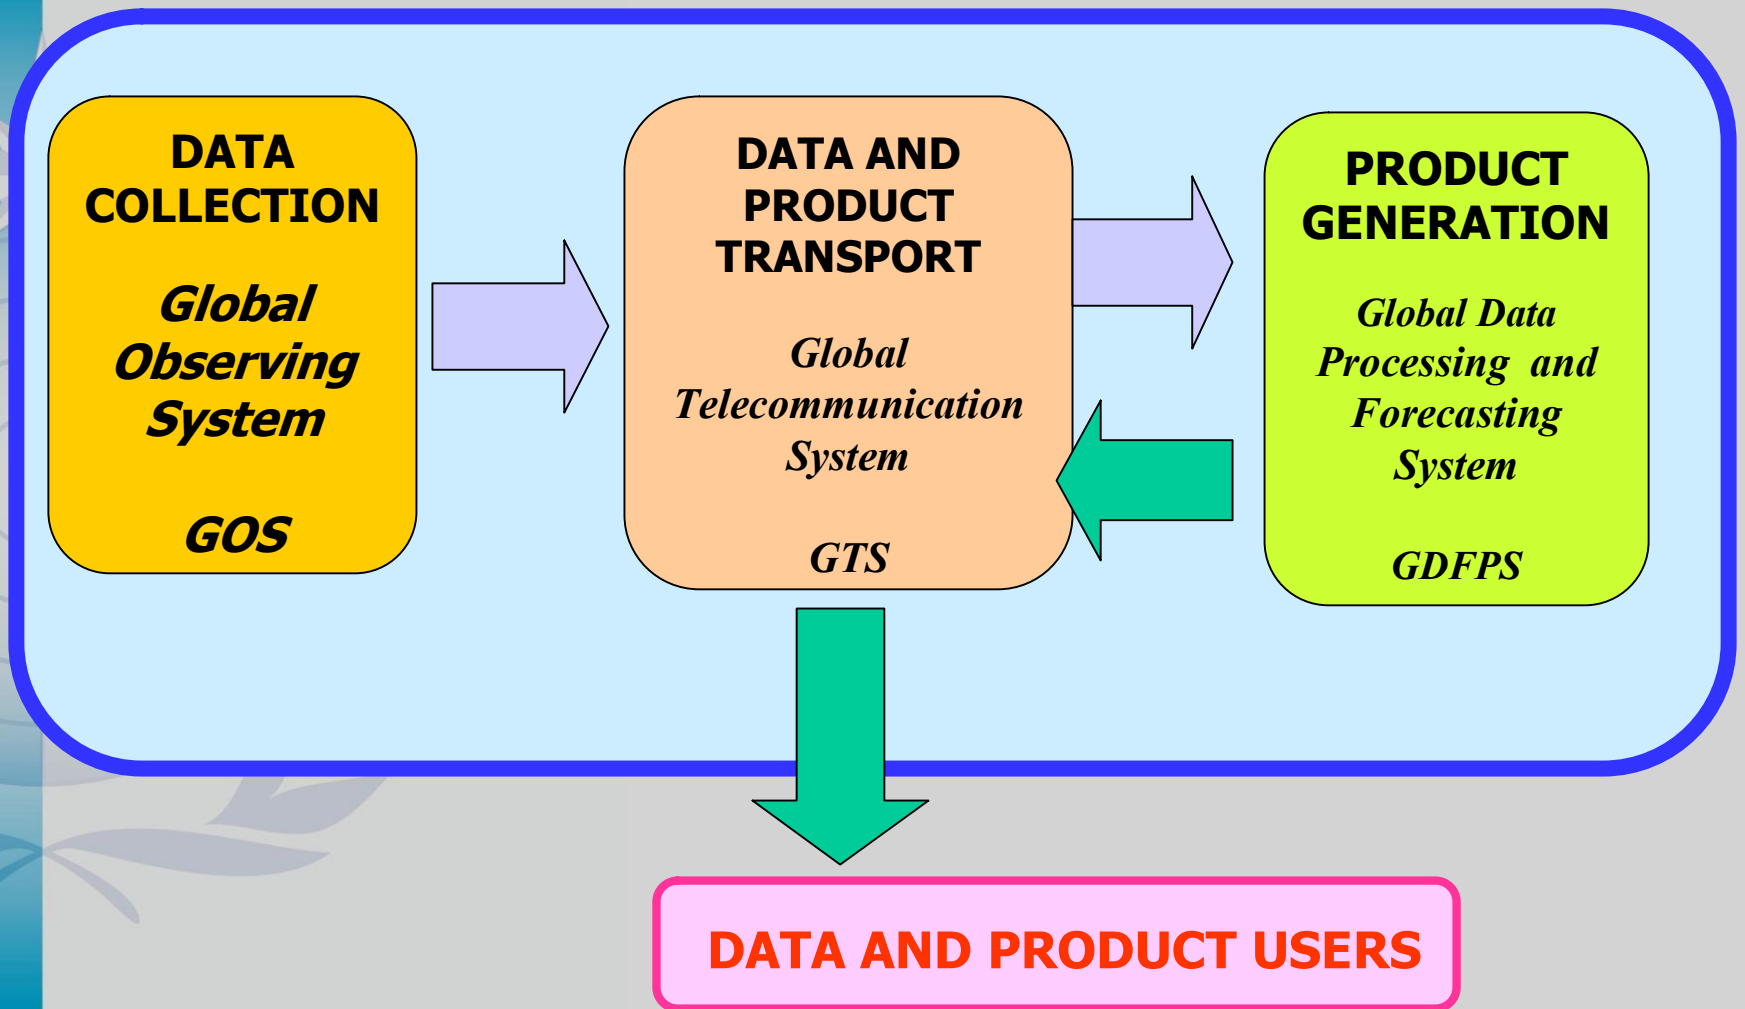 DATA
COLLECTION
Global
Observing
System
GOS
DATA AND
PRODUCT
TRANSPORT
Global
Telecommunication
System
GTS
PRODUCT
GENERATION
Global Data
Processing and
Forecasting
System
GDFPS
DATA AND PRODUCT USERS